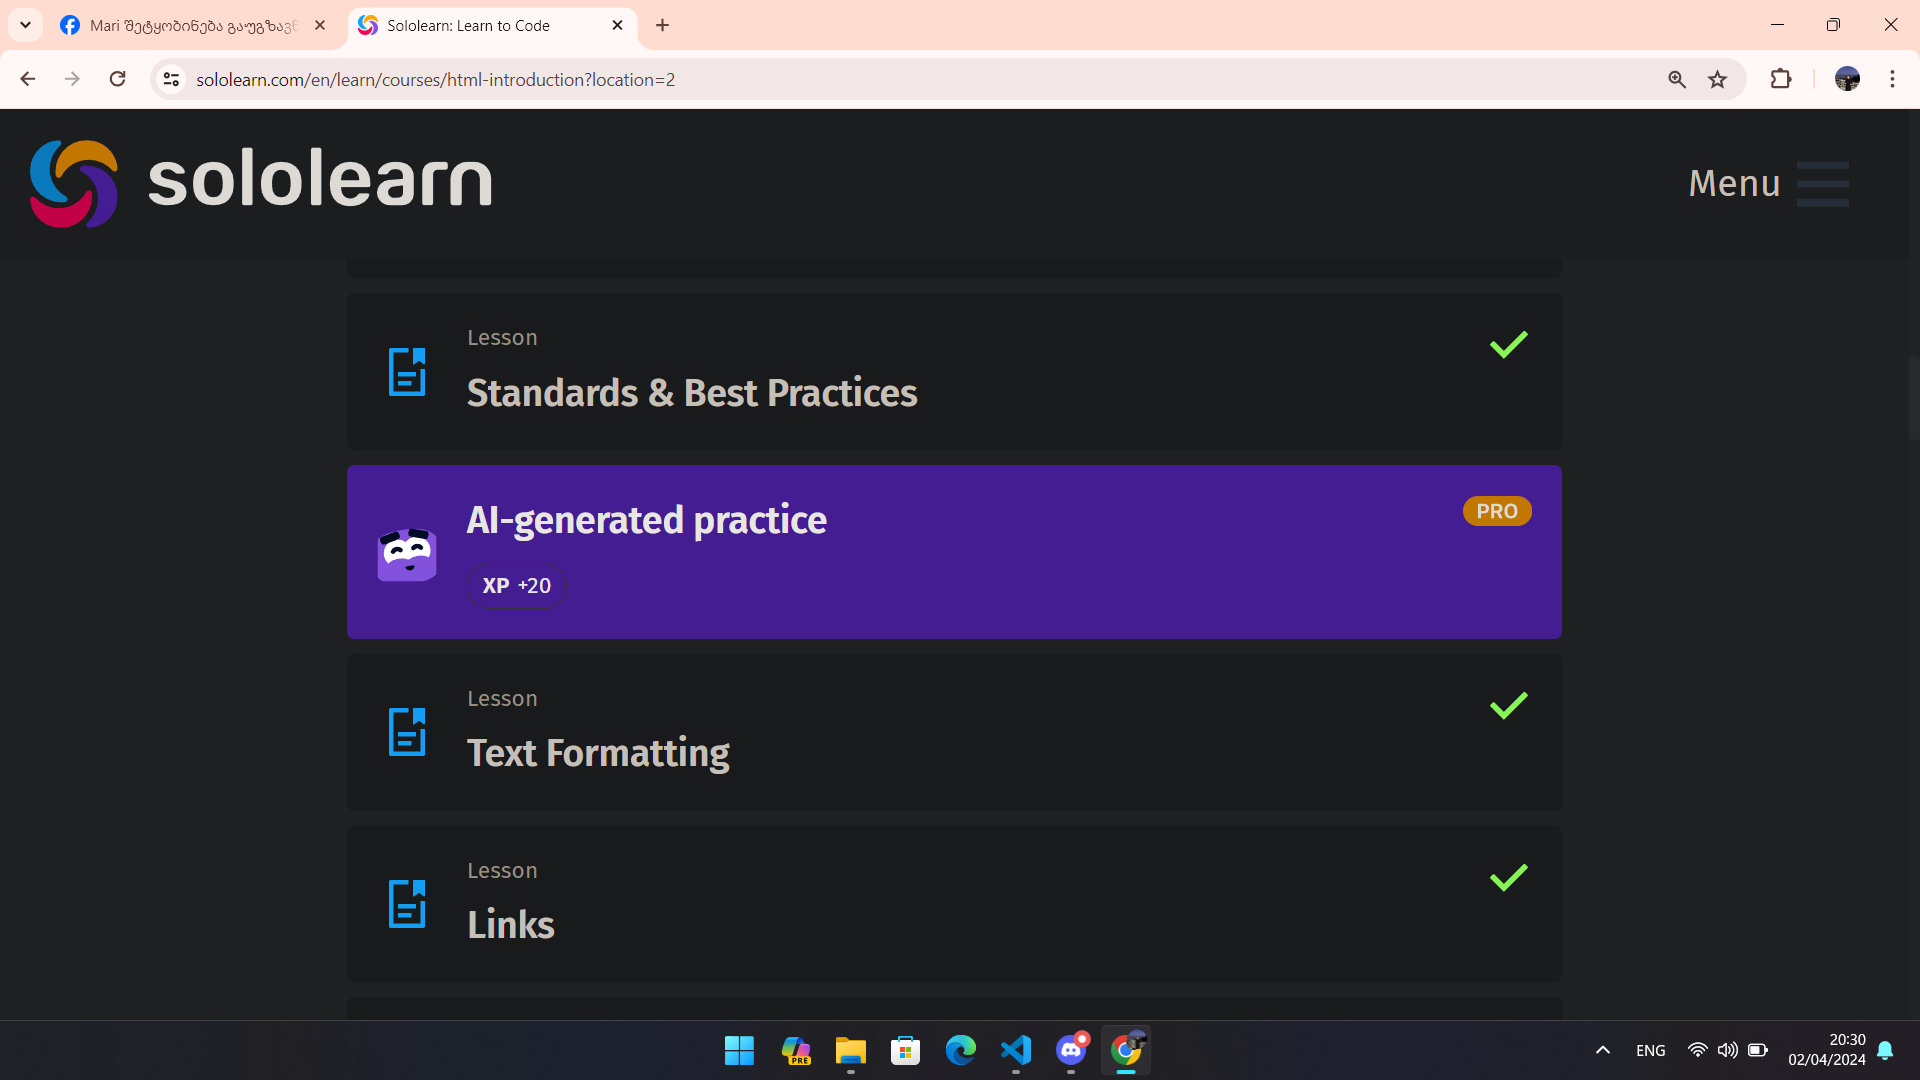 Mari შეტყობინება გაუგზავნ
Sololearn: Learn to Code
sololearn.com/en/learn/courses/html-introduction?location=2
sololearn
Menu
Lesson
Standards & Best Practices
AI-generated practice
PRO
XP +20
Lesson
Text Formatting
Lesson
Links
PRE
ENG
20:30
02/04/2024